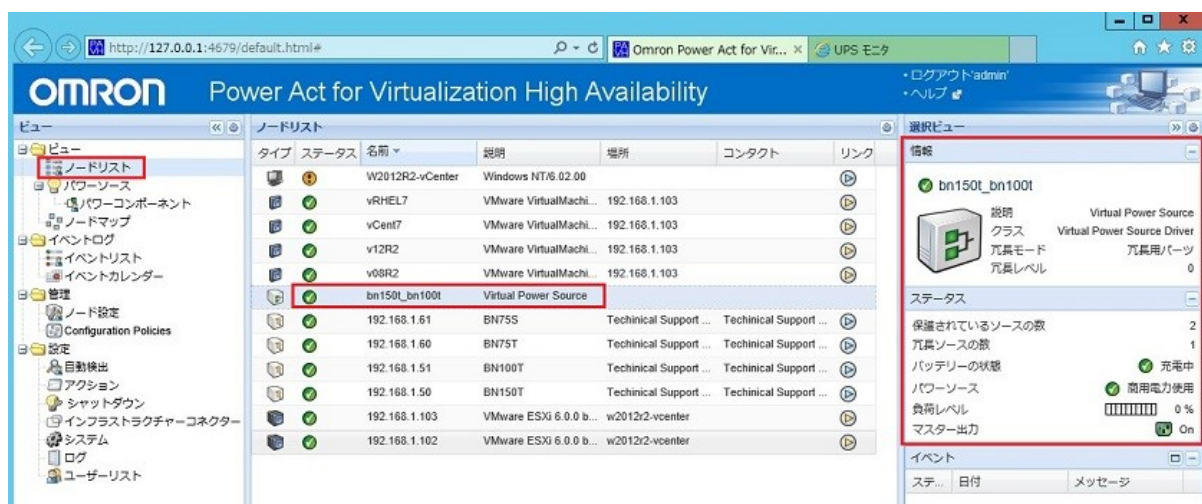 http://127.0.0.1:4679/default.html#
Omron Power Act for Vir...
UPS モニタ
OMRON Power Act for Virtualization High Availability
・ログアウト'admin'
・ヘルプ
ビュー
ビュー
ノードリスト
パワーソース
パワーコンポーネント
ノードマップ
イベントログ
イベントリスト
イベントカレンダー
管理
ノード設定
Configuration Policies
設定
自動検出
アクション
シャットダウン
インフラストラクチャーコネクター
システム
ログ
ユーザーリスト
ノードリスト
タイプ ステータス 名前 説明 場所 コンタクト リンク
W2012R2-vCenter Windows NT/6.02.00
vRHEL7 VMware VirtualMachi... 192.168.1.103
vCent7 VMware VirtualMachi... 192.168.1.103
v12R2 VMware VirtualMachi... 192.168.1.103
v08R2 VMware VirtualMachi... 192.168.1.103
bn150t_bn100t Virtual Power Source
192.168.1.61 BN75S Techinical Support ... Techinical Support ...
192.168.1.60 BN75T Techinical Support ... Techinical Support ...
192.168.1.51 BN100T Techinical Support ... Techinical Support ...
192.168.1.50 BN150T Techinical Support ... Techinical Support ...
192.168.1.103 VMware ESXi 6.0.0 b... w2012r2-vcenter
192.168.1.102 VMware ESXi 6.0.0 b... w2012r2-vcenter
選択ビュー
情報
bn150t_bn100t
説明 Virtual Power Source
クラス Virtual Power Source Driver
冗長モード 冗長用パーツ
冗長レベル 0
ステータス
保護されているソースの数 2
冗長ソースの数 1
バッテリーの状態 充電中
パワーソース 商用電力使用
負荷レベル 0 %
マスター出力 On
イベント
ステ... 日付 メッセージ